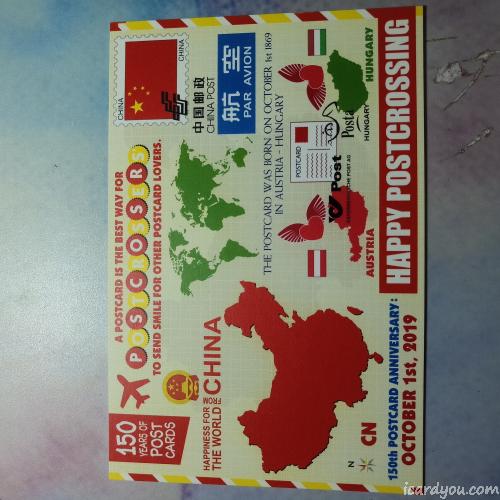 150
YEARS OF
POST
CARDS
A POSTCARD IS THE BEST WAY FOR
POSTCROSSERS
TO SEND SMILE FOR OTHER POSTCARD LOVERS.
CHINA
CHINA
中国邮政
CHINA POST
航空
PAR AVION
HAPPINESS FOR
THE WORLD FROM CHINA
THE POSTCARD WAS BORN ON OCTOBER 1st 1869
IN AUSTRIA - HUNGARY
POSTCARD
Post
Posta
HUNGARY
HUNGARY
AUSTRIA
N
CN
150th POSTCARD ANNIVERSARY:
OCTOBER 1st, 2019
HAPPY POSTCROSSING
isardyou.com